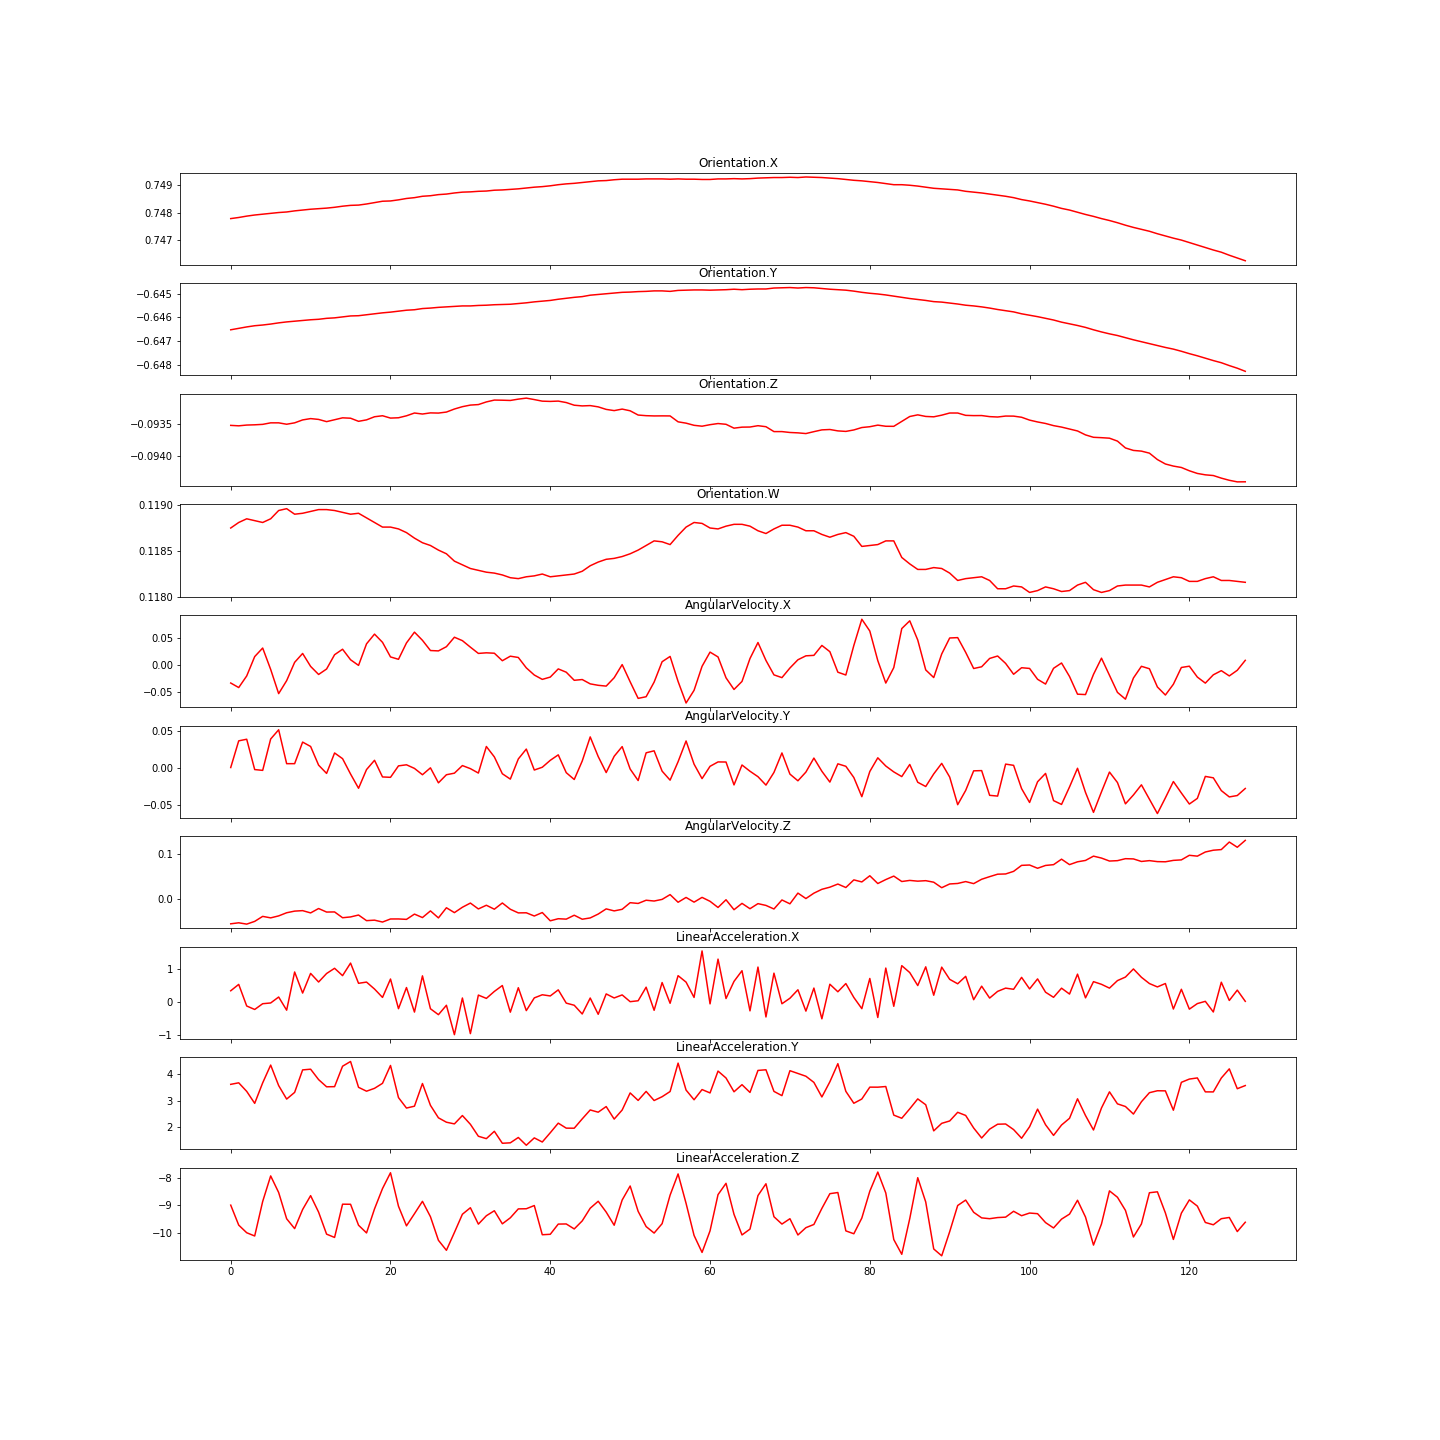 Orientation.X
0.749
0.748
0.747
Orientation.Y
−0.645
−0.646
−0.647
−0.648
Orientation.Z
−0.0935
−0.0940
Orientation.W
0.1190
0.1185
0.1180
AngularVelocity.X
0.05
0.00
−0.05
AngularVelocity.Y
0.05
0.00
−0.05
AngularVelocity.Z
0.1
0.0
LinearAcceleration.X
1
0
−1
LinearAcceleration.Y
4
3
2
LinearAcceleration.Z
−8
−9
−10
0 20 40 60 80 100 120